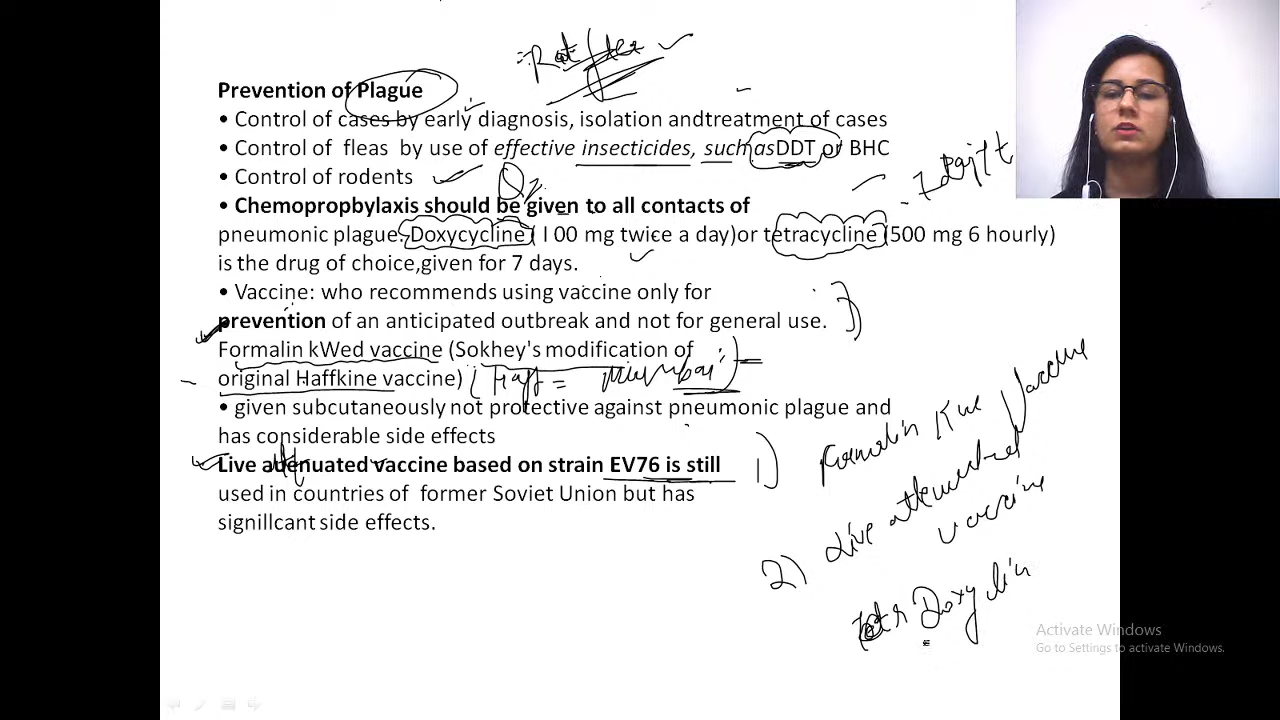 Rat flea
Prevention of Plague
• Control of cases by early diagnosis, isolation andtreatment of cases
• Control of fleas by use of effective insecticides, suchasDDT or BHC
• Control of rodents
• Chemopropbylaxis should be given to all contacts of
pneumonic plague. Doxycycline ( I 00 mg twice a day)or tetracycline (500 mg 6 hourly)
is the drug of choice,given for 7 days.
• Vaccine: who recommends using vaccine only for
prevention of an anticipated outbreak and not for general use.
Formalin kWed vaccine (Sokhey's modification of
original Haffkine vaccine) ( Haff = Mumbai )
• given subcutaneously not protective against pneumonic plague and
has considerable side effects
Live attenuated vaccine based on strain EV76 is still
used in countries of former Soviet Union but has
signillcant side effects.
1) Formalin vaccine
2) Live attenuated
vaccine
Activate Windows
Go to Settings to activate Windows.